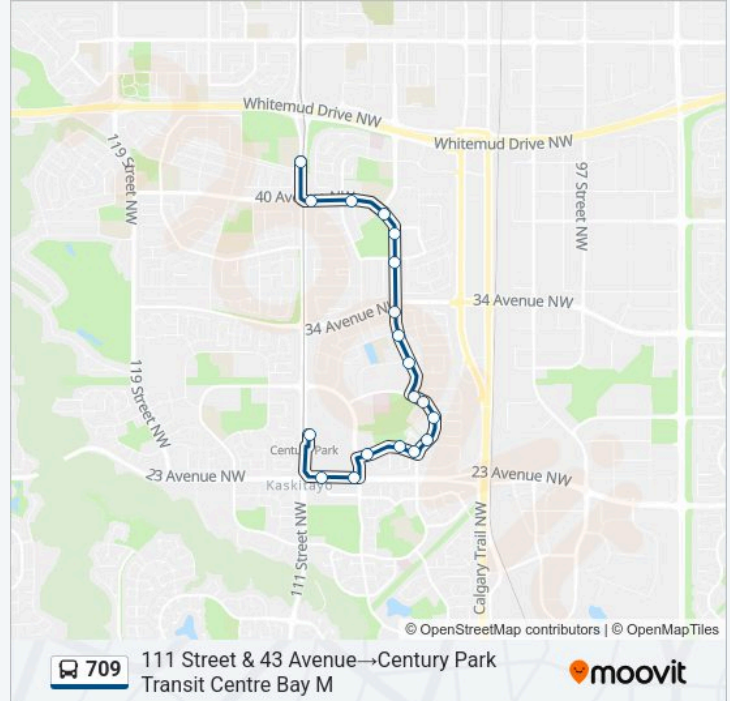 Whitemud Drive NW
Whitemud Drive NW
119 Street NW
97 Street NW
40 Avenue NW
34 Avenue NW
34 Avenue NW
119 Street NW
Century Park
23 Avenue NW
23 Avenue NW
Kaskitayo
111 Street NW
Calgary Trail NW
© OpenStreetMap contributors | © OpenMapTiles
709
111 Street & 43 Avenue→Century Park
Transit Centre Bay M
moovit